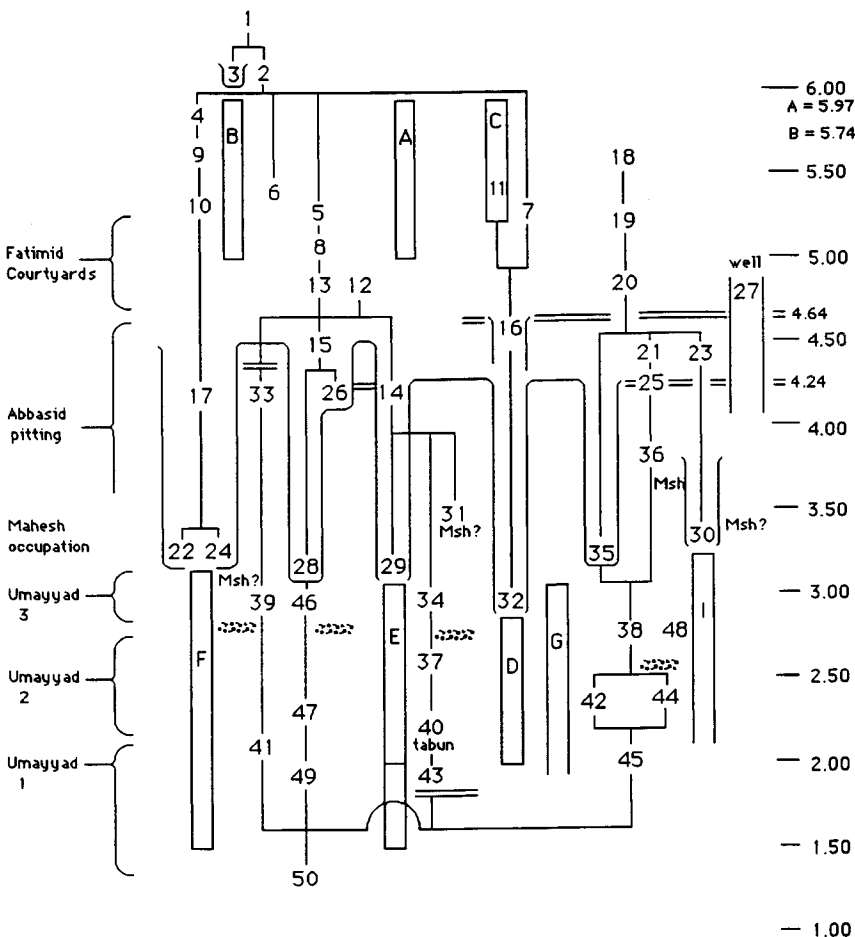 1
3 2
6.00
A = 5.97
B = 5.74
4 B A C
9 18
6 11 5.50
10 5 7 19
Fatimid
Courtyards
8 5.00
well
13 12 20 27
4.64
16
15 21 23 4.50
33 26 14 25 4.24
17
Abbasid
pitting
4.00
36
Msh
31 3.50
Msh?
30 Msh?
Mahesh
occupation
22 24 28 29 35
Msh?
Umayyad
3
39 46 34 32 3.00
E I
38 48
G
F 37 D
Umayyad
2
2.50
42 44
47 40
tabun
41 45
Umayyad
1
49 43 2.00
1.50
50
1.00